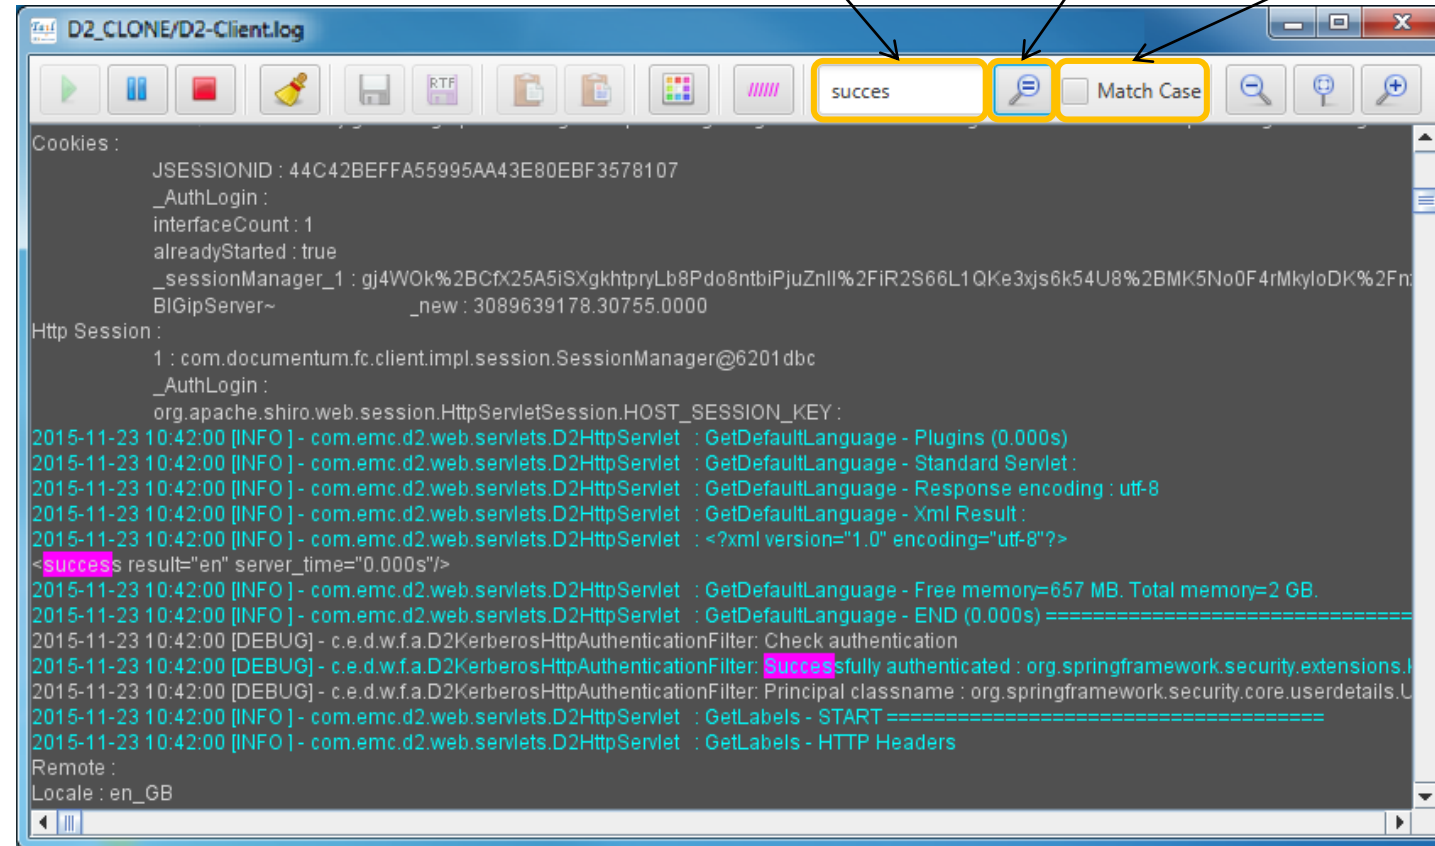 D2_CLONE/D2-Client.log
RTF
succes
Match Case
Cookies :
JSESSIONID : 44C42BEFFA55995AA43E80EBF3578107
_AuthLogin :
interfaceCount : 1
alreadyStarted : true
_sessionManager_1 : gj4WOk%2BCfX25A5iSXgkhtpryLb8Pdo8ntbiPjuZnlI%2FiR2S66L1QKe3xjs6k54U8%2BMK5No0F4rMkyloDK%2Fn
BIGipServer~ _new : 3089639178.30755.0000
Http Session :
1 : com.documentum.fc.client.impl.session.SessionManager@6201dbc
_AuthLogin :
org.apache.shiro.web.session.HttpServletSession.HOST_SESSION_KEY :
2015-11-23 10:42:00 [INFO ] - com.emc.d2.web.servlets.D2HttpServlet : GetDefaultLanguage - Plugins (0.000s)
2015-11-23 10:42:00 [INFO ] - com.emc.d2.web.servlets.D2HttpServlet : GetDefaultLanguage - Standard Servlet :
2015-11-23 10:42:00 [INFO ] - com.emc.d2.web.servlets.D2HttpServlet : GetDefaultLanguage - Response encoding : utf-8
2015-11-23 10:42:00 [INFO ] - com.emc.d2.web.servlets.D2HttpServlet : GetDefaultLanguage - Xml Result :
2015-11-23 10:42:00 [INFO ] - com.emc.d2.web.servlets.D2HttpServlet : <?xml version="1.0" encoding="utf-8"?>
<success result="en" server_time="0.000s"/>
2015-11-23 10:42:00 [INFO ] - com.emc.d2.web.servlets.D2HttpServlet : GetDefaultLanguage - Free memory=657 MB. Total memory=2 GB.
2015-11-23 10:42:00 [INFO ] - com.emc.d2.web.servlets.D2HttpServlet : GetDefaultLanguage - END (0.000s) ===============================
2015-11-23 10:42:00 [DEBUG] - c.e.d.w.f.a.D2KerberosHttpAuthenticationFilter: Check authentication
2015-11-23 10:42:00 [DEBUG] - c.e.d.w.f.a.D2KerberosHttpAuthenticationFilter: Successfully authenticated : org.springframework.security.extensions.
2015-11-23 10:42:00 [DEBUG] - c.e.d.w.f.a.D2KerberosHttpAuthenticationFilter: Principal classname : org.springframework.security.core.userdetails.U
2015-11-23 10:42:00 [INFO ] - com.emc.d2.web.servlets.D2HttpServlet : GetLabels - START =====================================
2015-11-23 10:42:00 [INFO ] - com.emc.d2.web.servlets.D2HttpServlet : GetLabels - HTTP Headers
Remote :
Locale : en_GB